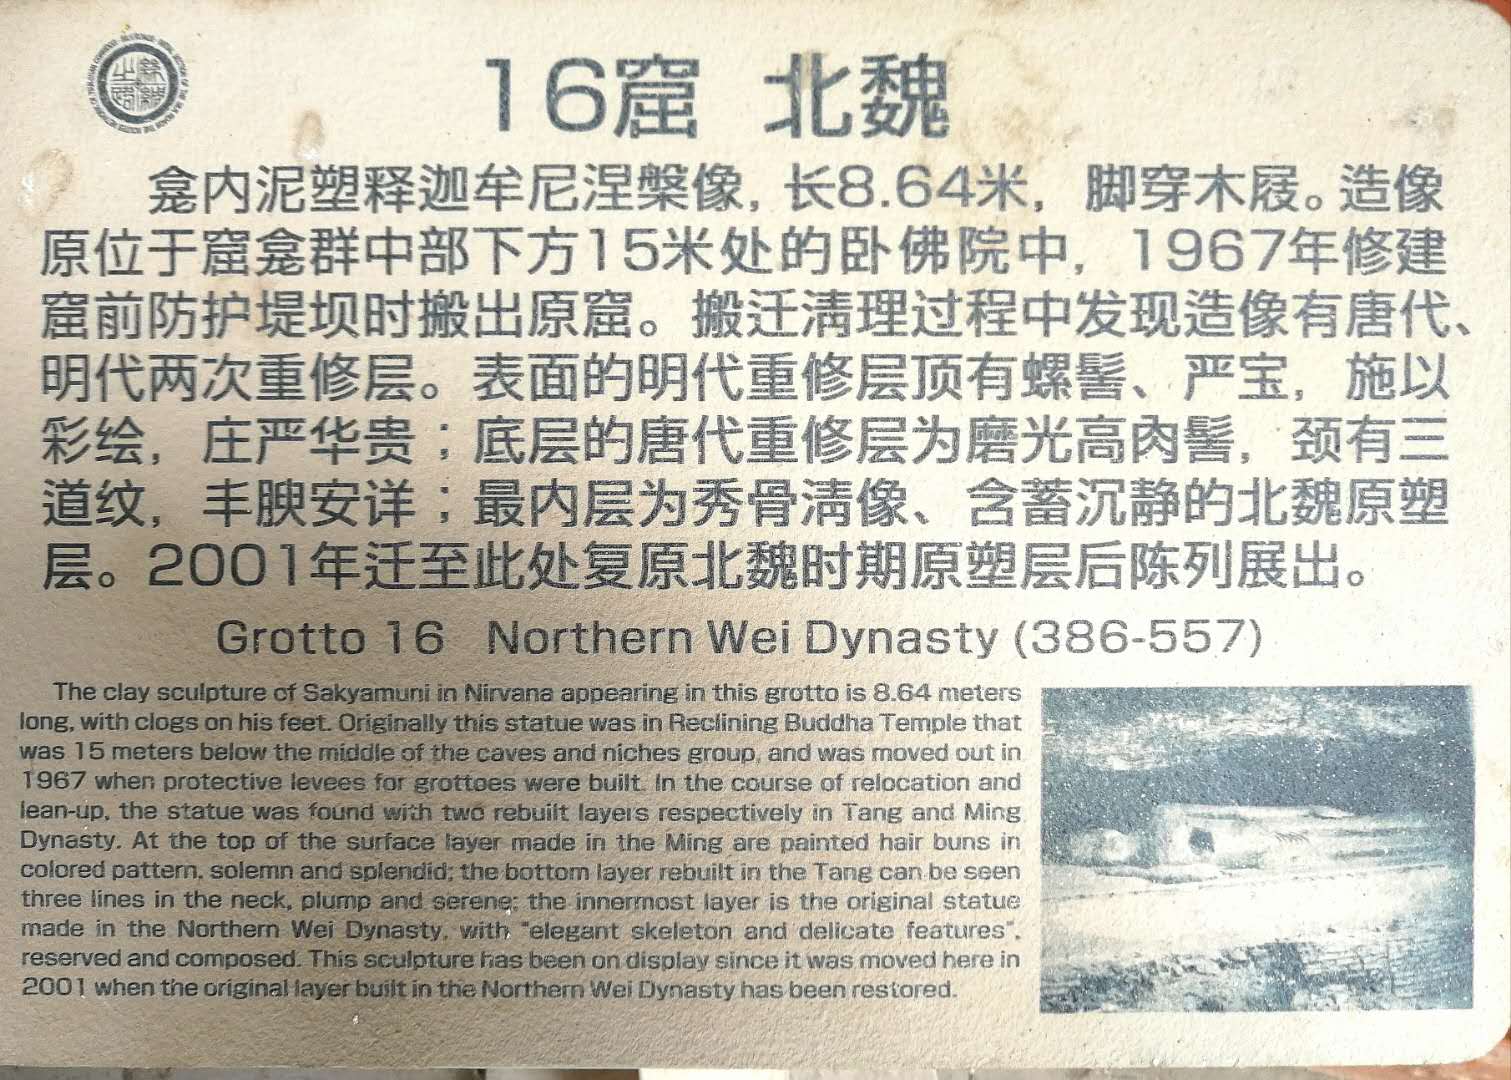 16窟 北魏
龛内泥塑释迦牟尼涅槃像，长8.64米，脚穿木屐。造像
原位于窟龛群中部下方15米处的卧佛院中，1967年修建
窟前防护堤坝时搬出原窟。搬迁清理过程中发现造像有唐代、
明代两次重修层。表面的明代重修层顶有螺髻、严宝，施以
彩绘，庄严华贵；底层的唐代重修层为磨光高肉髻，颈有三
道纹，丰腴安详；最内层为秀骨清像、含蓄沉静的北魏原塑
层。2001年迁至此处复原北魏时期原塑层后陈列展出。
Grotto 16 Northern Wei Dynasty (386-557)
The clay sculpture of Sakyamuni in Nirvana appearing in this grotto is 8.64 meters
long, with clogs on his feet. Originally this statue was in Reclining Buddha Temple that
was 15 meters below the middle of the caves and niches group, and was moved out in
1967 when protective levees for grottoes were built. In the course of relocation and
lean-up, the statue was found with two rebuilt layers respectively in Tang and Ming
Dynasty. At the top of the surface layer made in the Ming are painted hair buns in
colored pattern, solemn and splendid; the bottom layer rebuilt in the Tang can be seen
three lines in the neck, plump and serene; the innermost layer is the original statue
made in the Northern Wei Dynasty, with "elegant skeleton and delicate features",
reserved and composed. This sculpture has been on display since it was moved here in
2001 when the original layer built in the Northern Wei Dynasty has been restored.